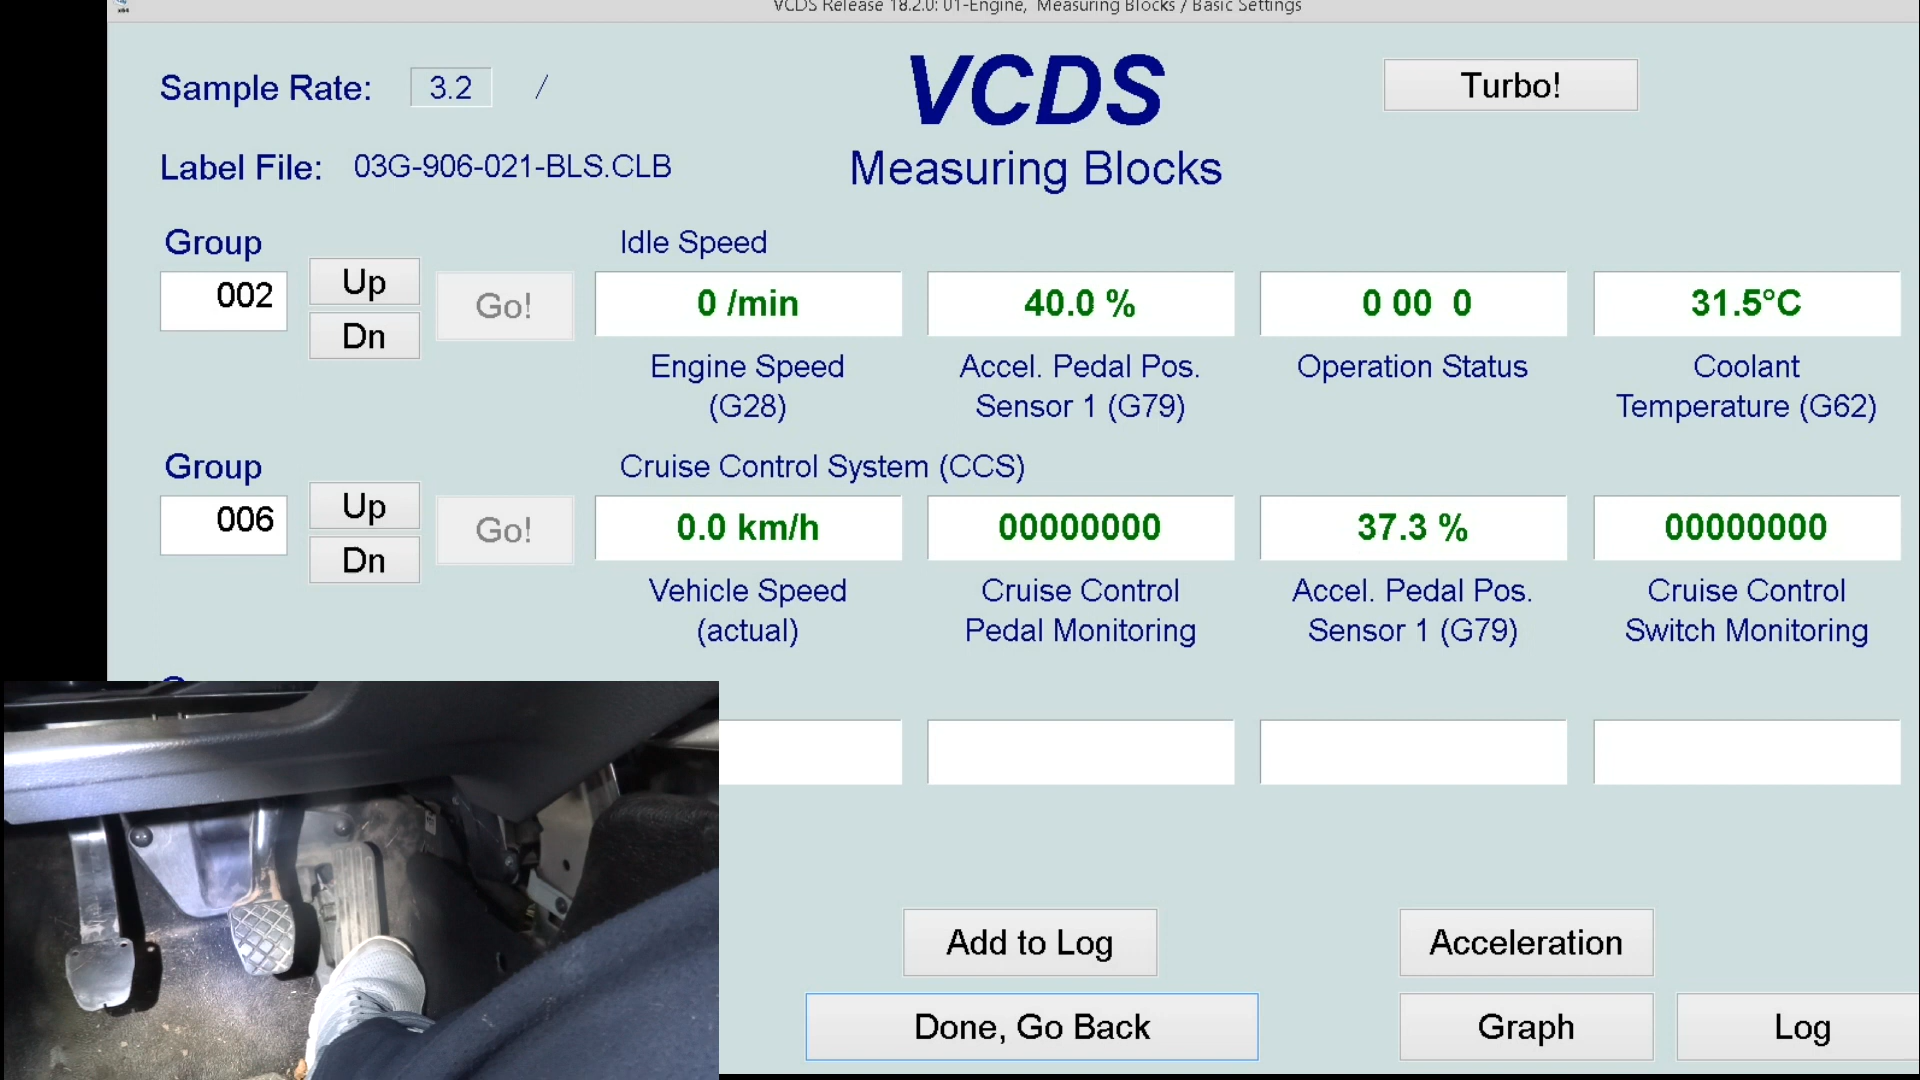 VCDS Release 18.2.0: 01-Engine, Measuring Blocks / Basic Settings
Sample Rate: 3.2 /
VCDS
Turbo!
Label File: 03G-906-021-BLS.CLB
Measuring Blocks
Group
Idle Speed
002
Up
Dn
Go!
0 /min
40.0 %
0 00 0
31.5°C
Engine Speed
(G28)
Accel. Pedal Pos.
Sensor 1 (G79)
Operation Status
Coolant
Temperature (G62)
Group
Cruise Control System (CCS)
006
Up
Dn
Go!
0.0 km/h
00000000
37.3 %
00000000
Vehicle Speed
(actual)
Cruise Control
Pedal Monitoring
Accel. Pedal Pos.
Sensor 1 (G79)
Cruise Control
Switch Monitoring
Add to Log
Acceleration
Done, Go Back
Graph
Log